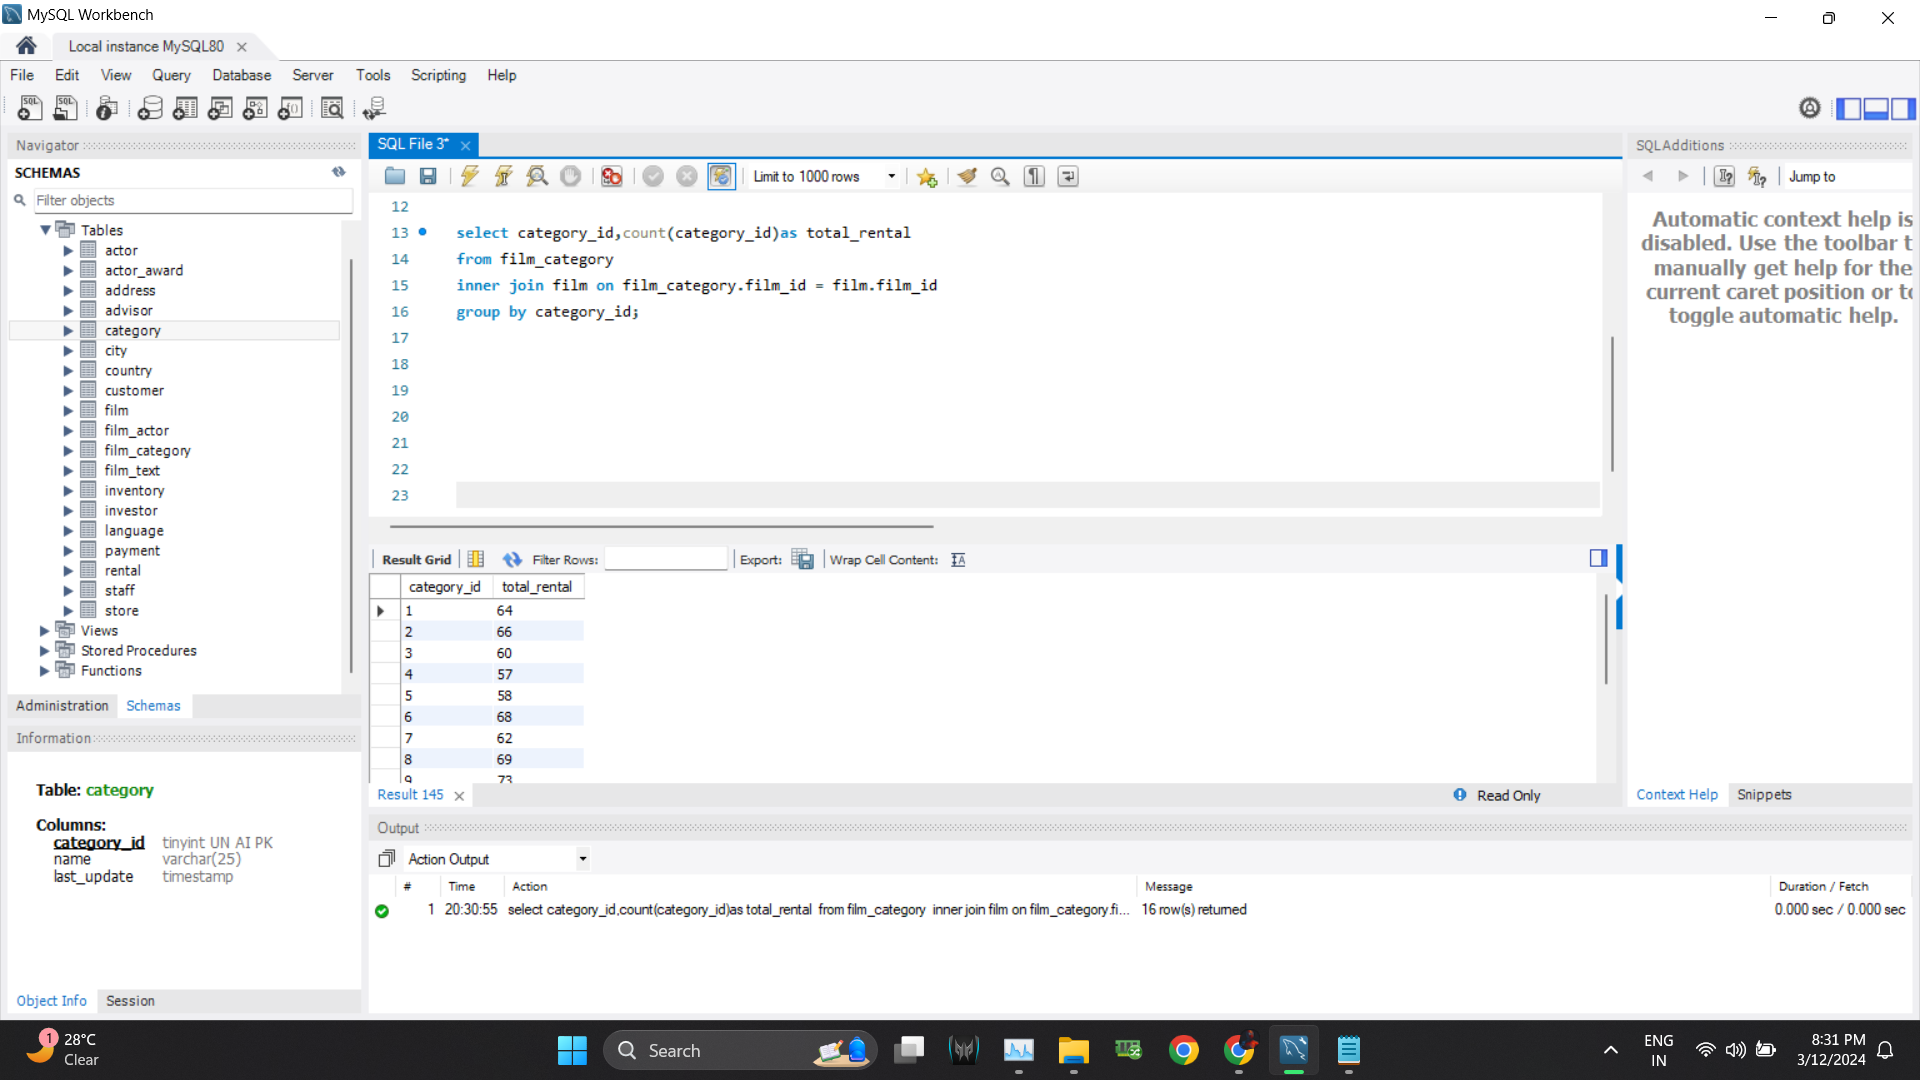 MySQL Workbench
Local instance MySQL80
File Edit View Query Database Server Tools Scripting Help
Navigator
SCHEMAS
Filter objects
Tables
actor
actor_award
address
advisor
category
city
country
customer
film
film_actor
film_category
film_text
inventory
investor
language
payment
rental
staff
store
Views
Stored Procedures
Functions
Administration Schemas
Information
Table: category
Columns:
category_id tinyint UN AI PK
name varchar(25)
last_update timestamp
Object Info Session
SQL File 3*
Limit to 1000 rows
12
13 select category_id,count(category_id)as total_rental
14 from film_category
15 inner join film on film_category.film_id = film.film_id
16 group by category_id;
17
18
19
20
21
22
23
Result Grid Filter Rows: Export: Wrap Cell Content:
category_id total_rental
1 64
2 66
3 60
4 57
5 58
6 68
7 62
8 69
9 73
Result 145
Read Only
Output
Action Output
# Time Action Message Duration / Fetch
1 20:30:55 select category_id,count(category_id)as total_rental from film_category inner join film on film_category.fi... 16 row(s) returned 0.000 sec / 0.000 sec
SQLAdditions
Jump to
Automatic context help is
disabled. Use the toolbar t
manually get help for the
current caret position or to
toggle automatic help.
Context Help Snippets
1
28°C
Clear
Search
ENG
IN
8:31 PM
3/12/2024